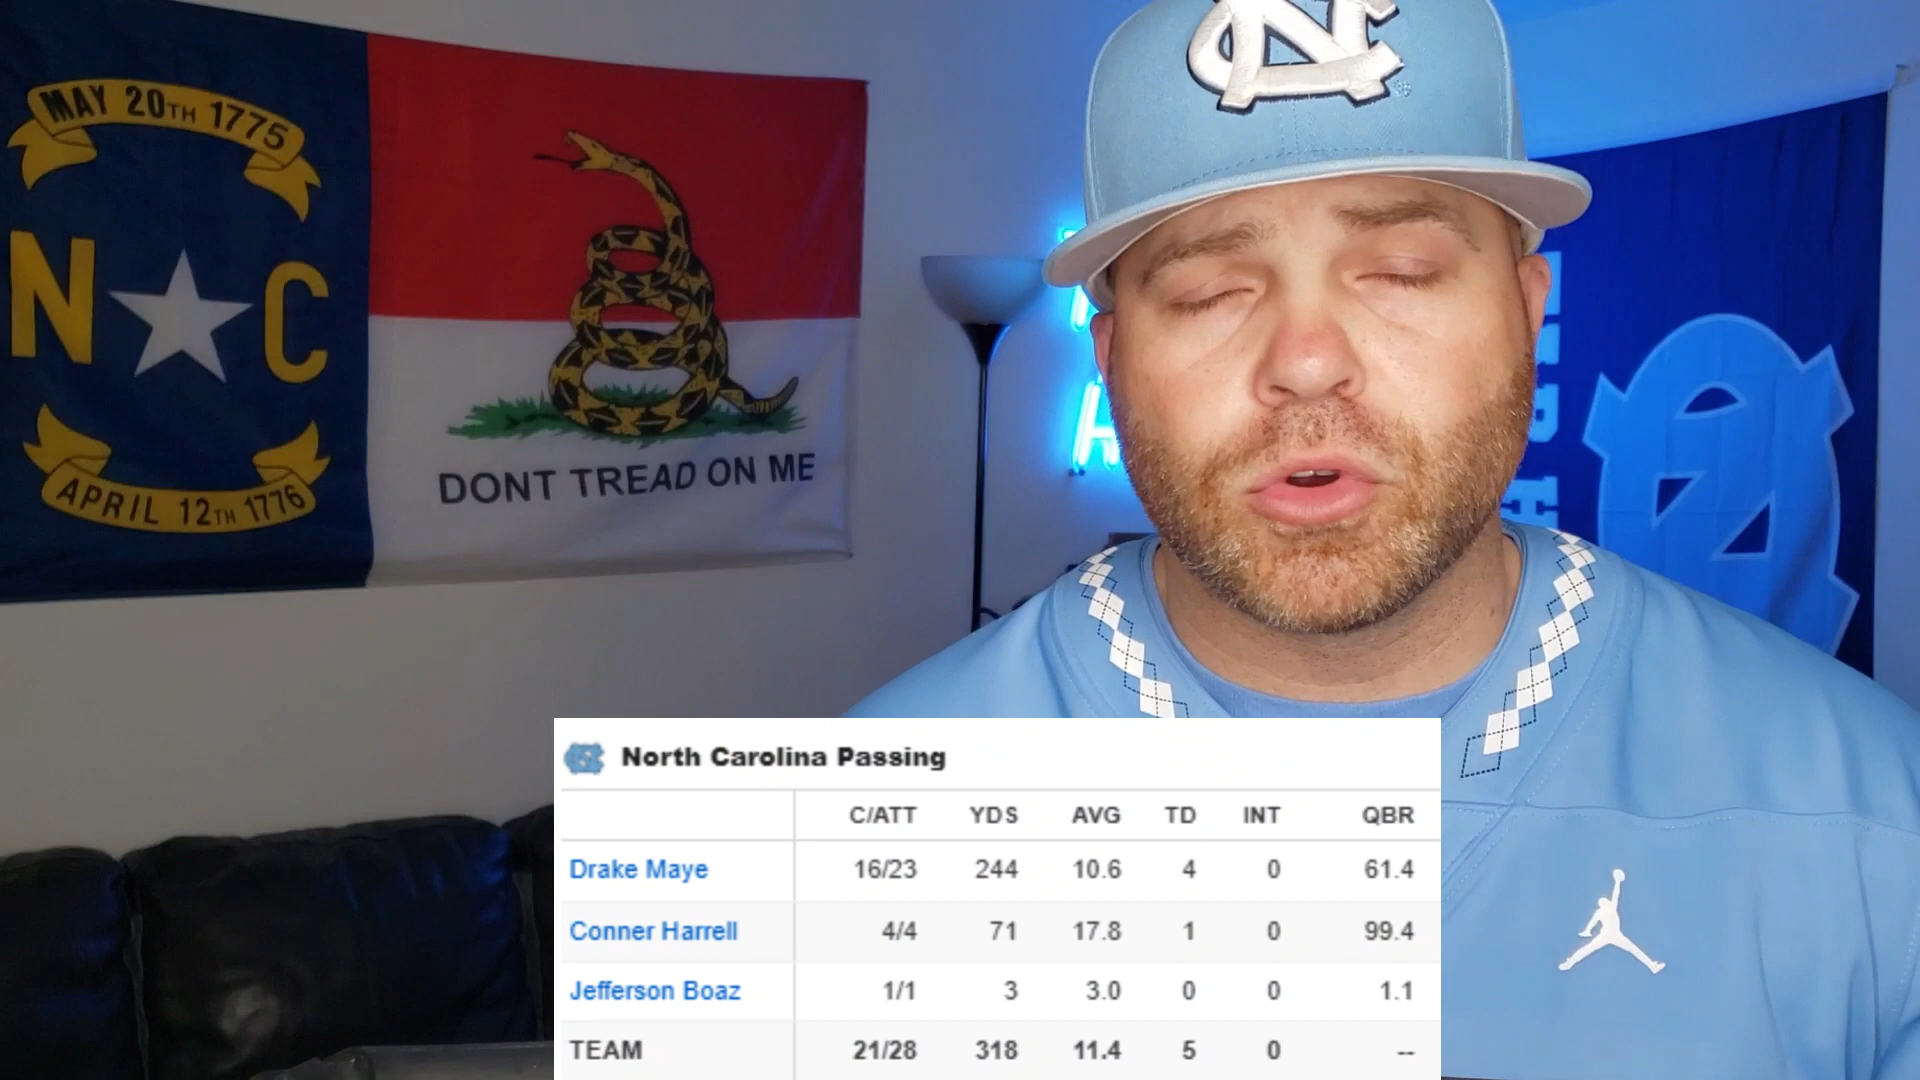 MAY 20TH 1775
N C
APRIL 12TH 1776
DONT TREAD ON ME
NC
North Carolina Passing
C/ATT YDS AVG TD INT QBR
Drake Maye 16/23 244 10.6 4 0 61.4
Conner Harrell 4/4 71 17.8 1 0 99.4
Jefferson Boaz 1/1 3 3.0 0 0 1.1
TEAM 21/28 318 11.4 5 0 --